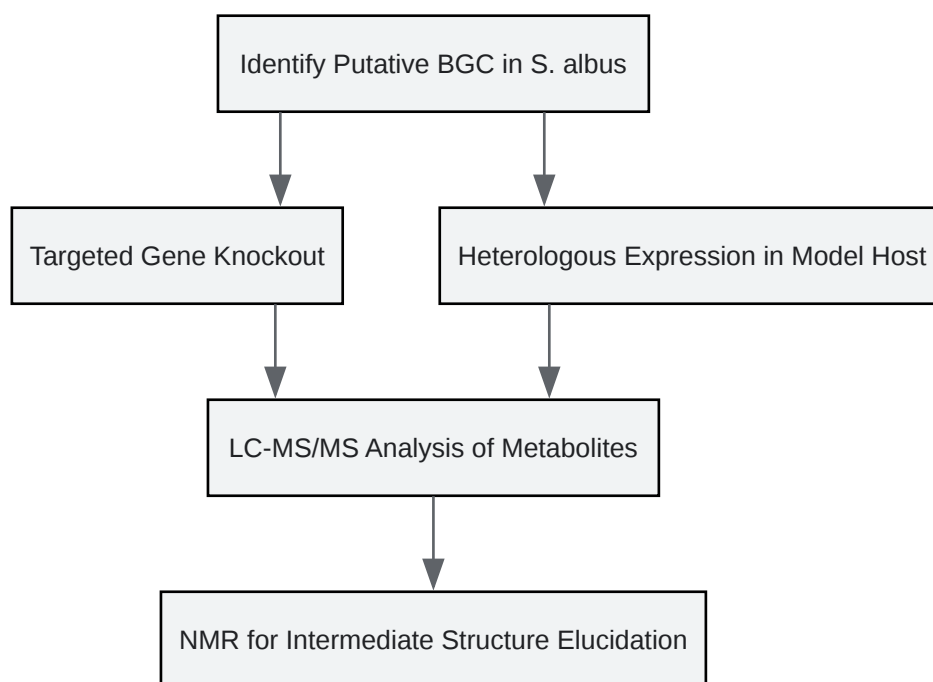 Identify Putative BGC in S. albus
Targeted Gene Knockout
Heterologous Expression in Model Host
LC-MS/MS Analysis of Metabolites
NMR for Intermediate Structure Elucidation